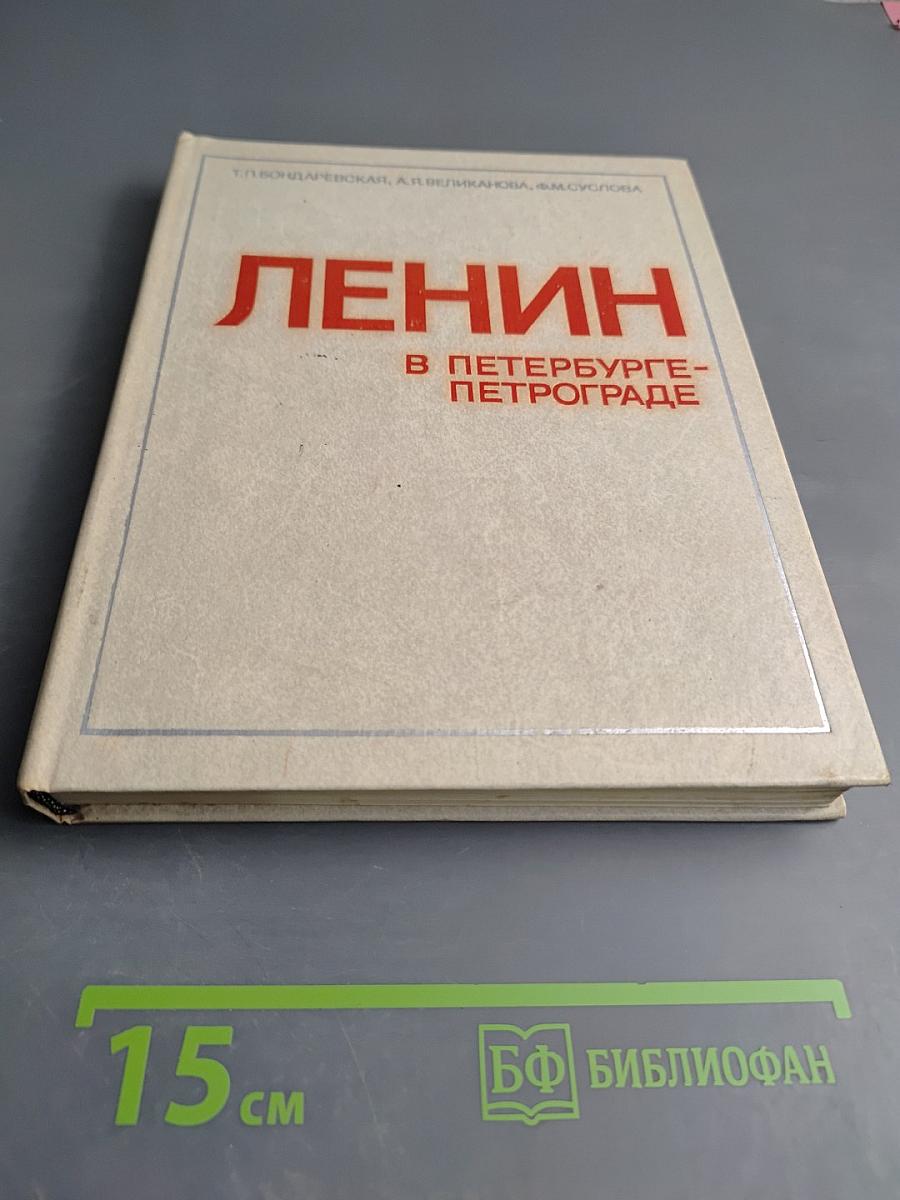 Т.П.БОНДАРЕВСКАЯ, А.Я.ВЕЛИКАНОВА, Ф.М.СУСЛОВА
ЛЕНИН
В ПЕТЕРБУРГЕ-
ПЕТРОГРАДЕ
15 см
БФ БИБЛИОФАН